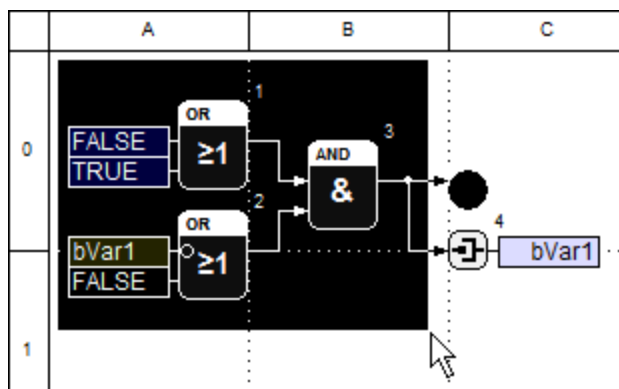 A B C
0
1
OR
≥1
1
FALSE
TRUE
AND
&
3
OR
≥1
2
bVar1
FALSE
4
bVar1